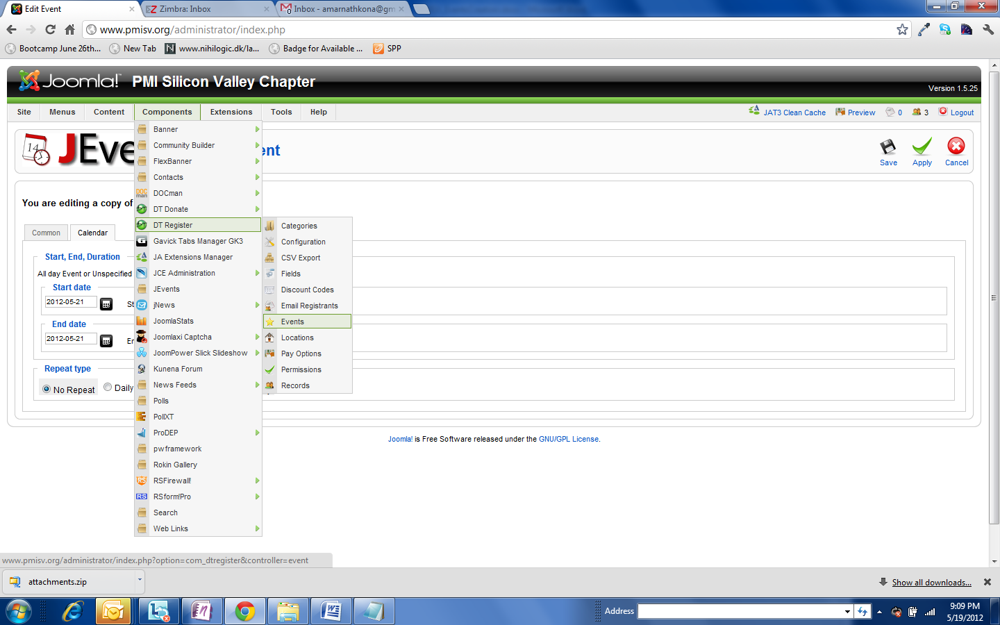 Edit Event
Zimbra: Inbox
Inbox - amarnathkona@gm
www.pmisv.org/administrator/index.php
Bootcamp June 26th...
New Tab
www.nihilogic.dk/la...
Badge for Available ...
SPP
Joomla! PMI Silicon Valley Chapter
Version 1.5.25
Site Menus Content Components Extensions Tools Help
JAT3 Clean Cache Preview 0 3 Logout
14 JEve ent
Save Apply Cancel
You are editing a copy of
Common Calendar
Start, End, Duration
All day Event or Unspecified
Start date
2012-05-21 St
End date
2012-05-21 En
Repeat type
No Repeat Daily
Banner
Community Builder
FlexBanner
Contacts
DOCman DOCman
DT Donate
DT Register
Gavick Tabs Manager GK3
JA Extensions Manager
JCE Administration
JEvents
jNews
JoomlaStats
Joomlaxi Captcha
JoomPower Slick Slideshow
Kunena Forum
News Feeds
Polls
PollXT
ProDEP
pwframework
Rokin Gallery
RS RSFirewall!
RS RSform!Pro
Search
Web Links
Categories
Configuration
CSV Export
Fields
Discount Codes
Email Registrants
Events
Locations
Pay Options
Permissions
Records
Joomla! is Free Software released under the GNU/GPL License.
www.pmisv.org/administrator/index.php?option=com_dtregister&controller=event
attachments.zip
Show all downloads...
Address
9:09 PM
5/19/2012